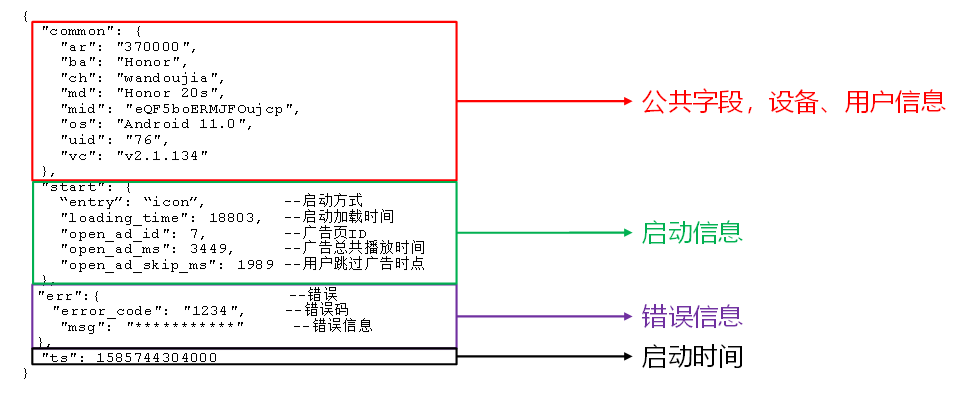 {
"common": {
"ar": "370000",
"ba": "Honor",
"ch": "wandoujia",
"md": "Honor 20s",
"mid": "eQF5boERMJFOujcp",
"os": "Android 11.0",
"uid": "76",
"vc": "v2.1.134"
},
公共字段，设备、用户信息
"start": {
“entry”: “icon”, --启动方式
"loading_time": 18803, --启动加载时间
"open_ad_id": 7, --广告页ID
"open_ad_ms": 3449, --广告总共播放时间
"open_ad_skip_ms": 1989 --用户跳过广告时点
},
启动信息
"err":{ --错误
"error_code": "1234", --错误码
"msg": "***********" --错误信息
},
错误信息
"ts": 1585744304000
启动时间
}